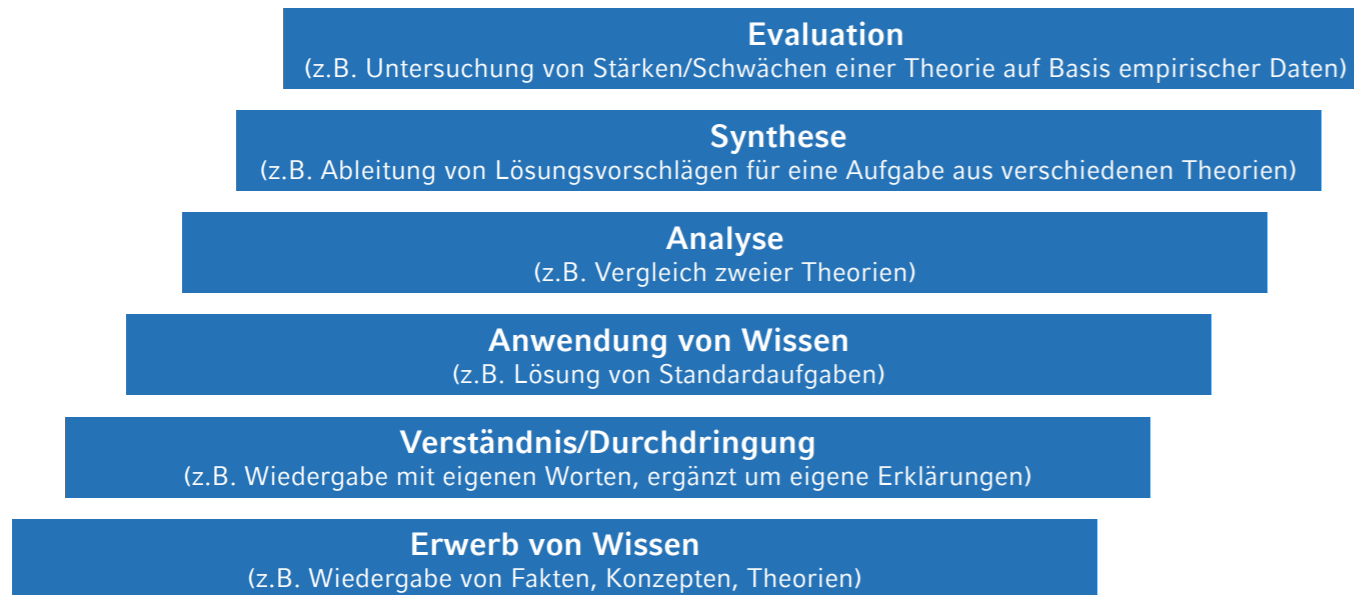 Evaluation
(z.B. Untersuchung von Stärken/Schwächen einer Theorie auf Basis empirischer Daten)
Synthese
(z.B. Ableitung von Lösungsvorschlägen für eine Aufgabe aus verschiedenen Theorien)
Analyse
(z.B. Vergleich zweier Theorien)
Anwendung von Wissen
(z.B. Lösung von Standardaufgaben)
Verständnis/Durchdringung
(z.B. Wiedergabe mit eigenen Worten, ergänzt um eigene Erklärungen)
Erwerb von Wissen
(z.B. Wiedergabe von Fakten, Konzepten, Theorien)